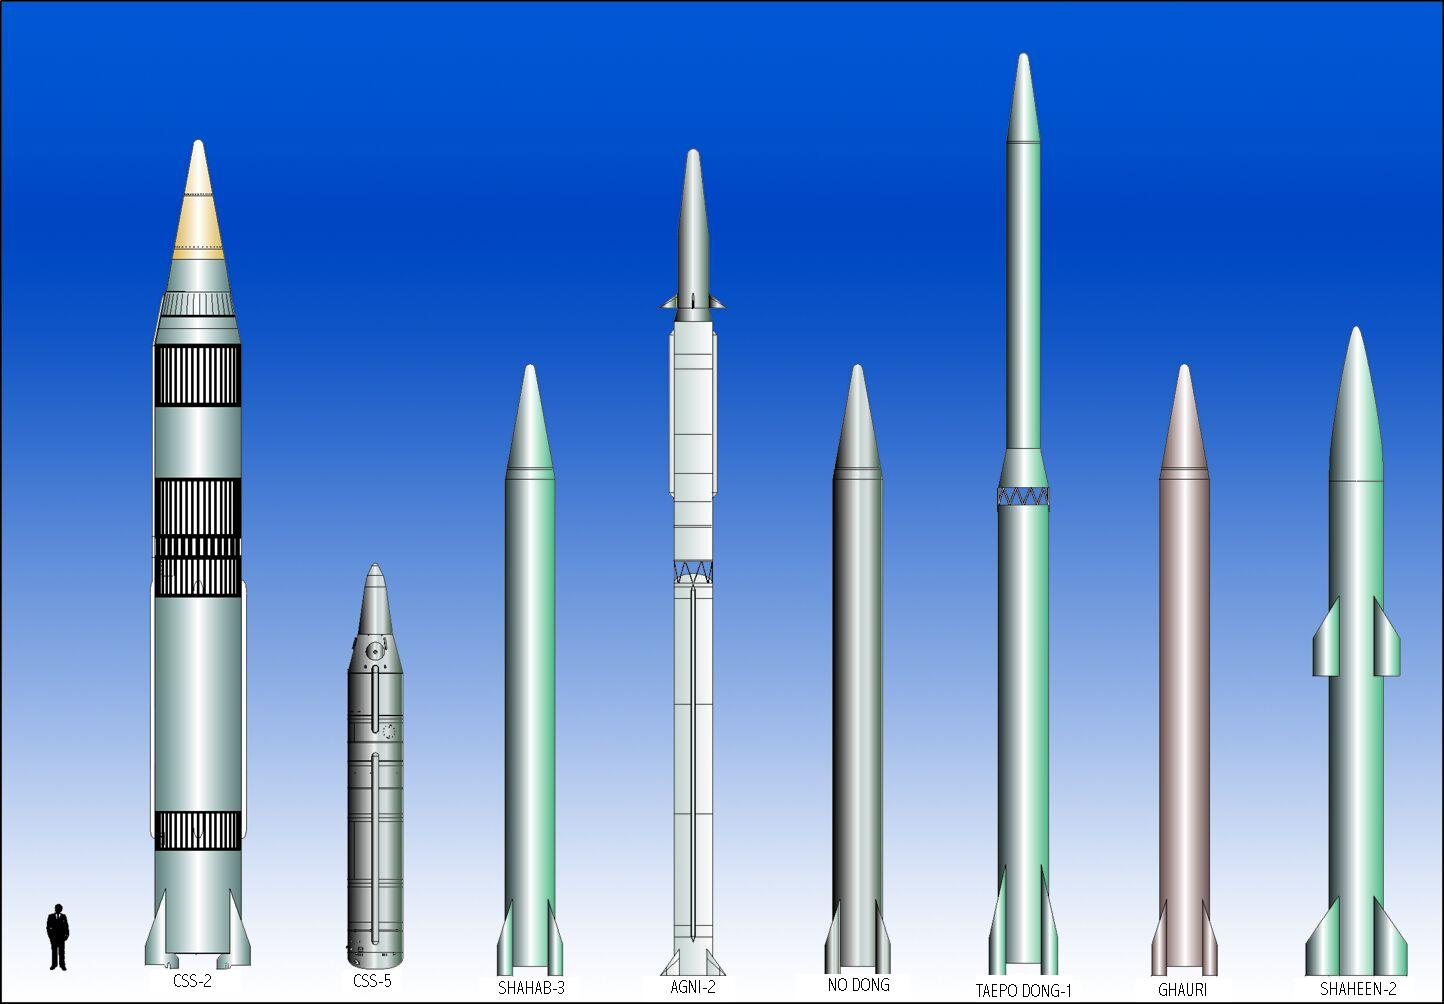 CSS-2
CSS-5
SHAHAB-3
AGNI-2
NO DONG
TAEPO DONG-1
GHAURI
SHAHEEN-2